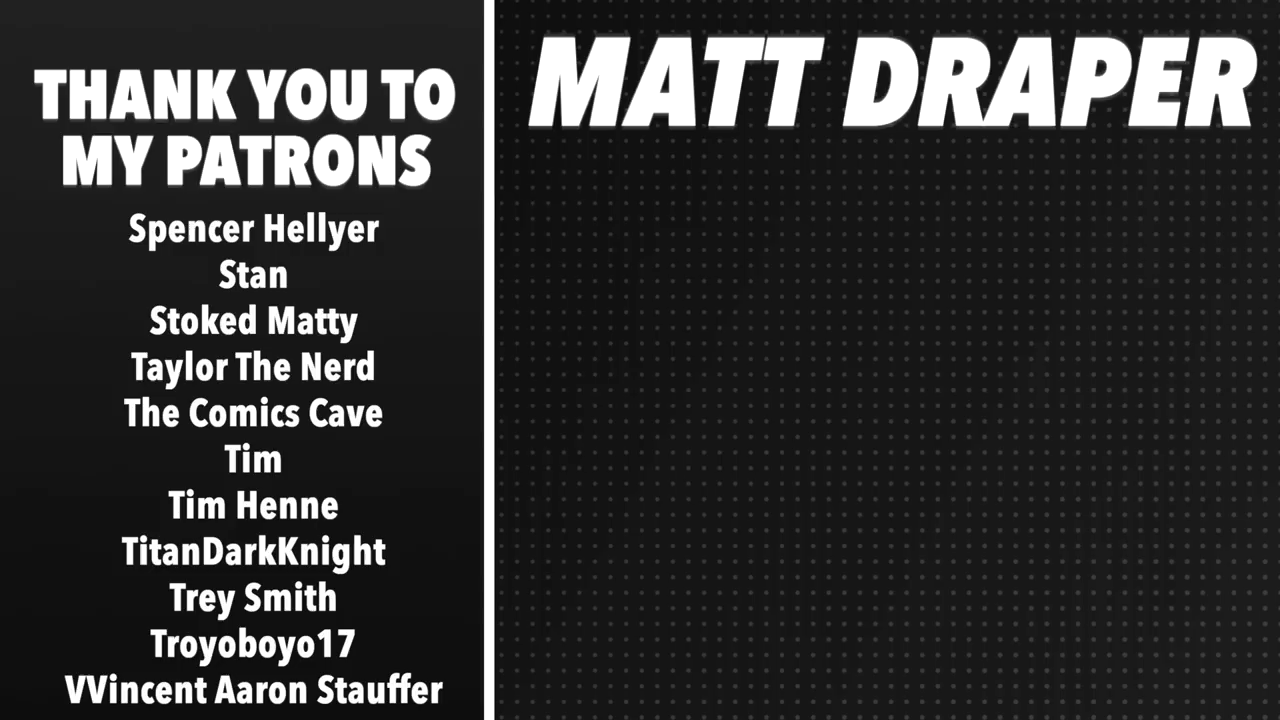 THANK YOU TO
MY PATRONS
Spencer Hellyer
Stan
Stoked Matty
Taylor The Nerd
The Comics Cave
Tim
Tim Henne
TitanDarkKnight
Trey Smith
Troyoboyo17
VVincent Aaron Stauffer
MATT DRAPER